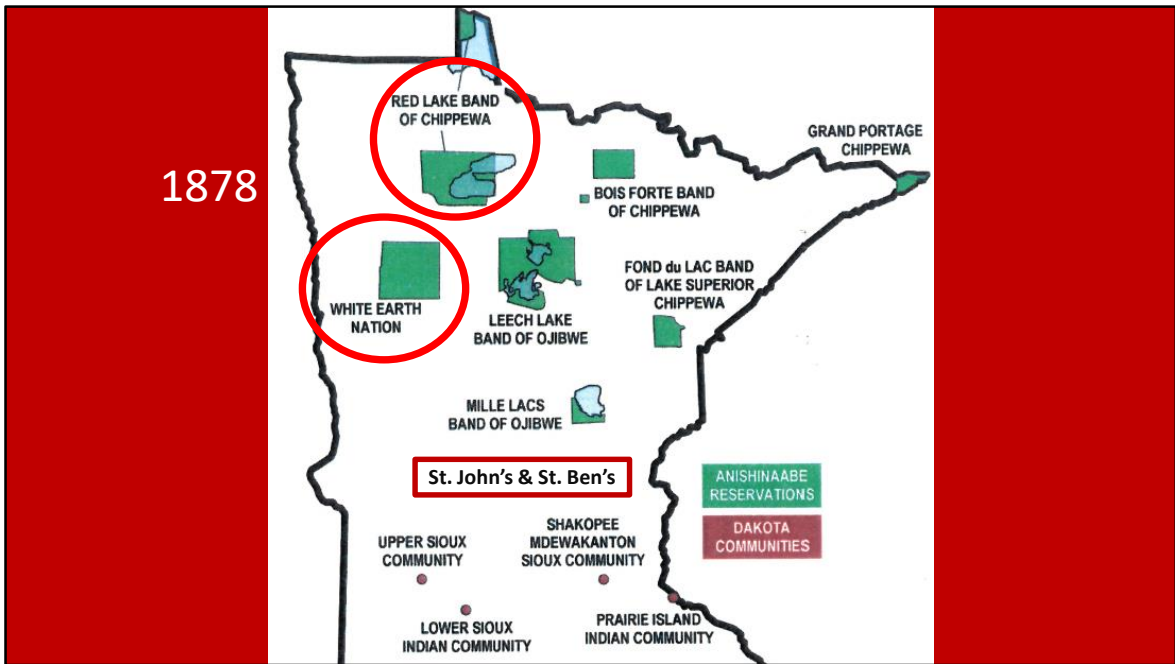 RED LAKE BAND
OF CHIPPEWA
GRAND PORTAGE
CHIPPEWA
1878
BOIS FORTE BAND
OF CHIPPEWA
FOND du LAC BAND
OF LAKE SUPERIOR
CHIPPEWA
WHITE EARTH
NATION
LEECH LAKE
BAND OF OJIBWE
MILLE LACS
BAND OF OJIBWE
St. John's & St. Ben's
ANISHINAABE
RESERVATIONS
DAKOTA
COMMUNITIES
UPPER SIOUX
COMMUNITY
SHAKOPEE
MDEWAKANTON
SIOUX COMMUNITY
LOWER SIOUX
INDIAN COMMUNITY
PRAIRIE ISLAND
INDIAN COMMUNITY